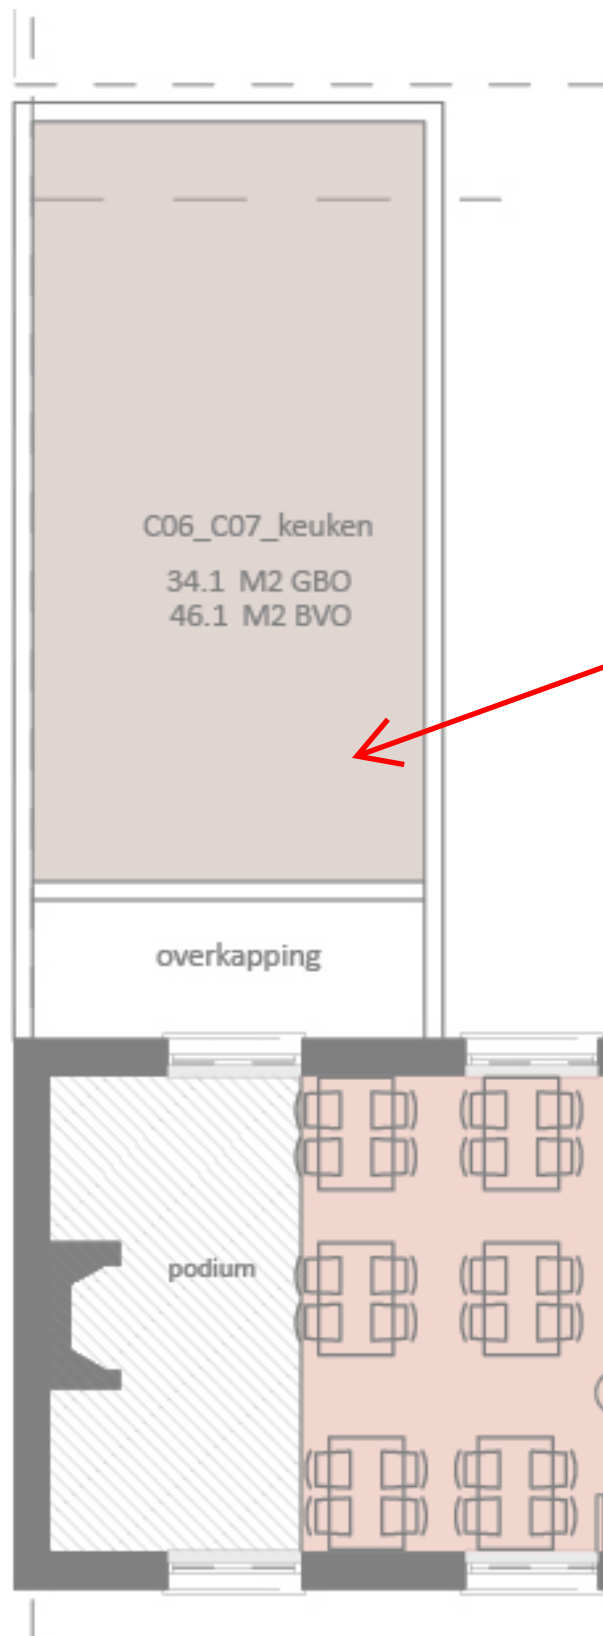 C06_C07_keuken
34.1 M2 GBO
46.1 M2 BVO
overkapping
podium